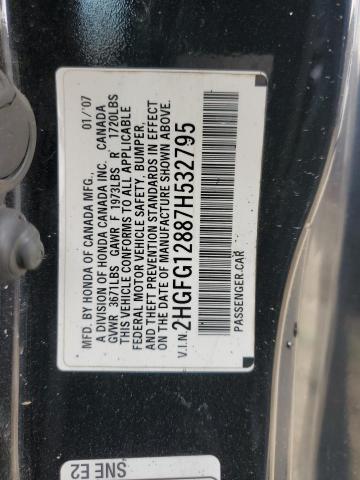 MFD. BY HONDA OF CANADA MFG., 01/'07
A DIVISION OF HONDA CANADA INC. CANADA
GVWR 3671LBS GAWR F 1973LBS R 1720LBS
THIS VEHICLE CONFORMS TO ALL APPLICABLE
FEDERAL MOTOR VEHICLE SAFETY, BUMPER,
AND THEFT PREVENTION STANDARDS IN EFFECT
ON THE DATE OF MANUFACTURE SHOWN ABOVE.
V.I.N. 2HGFG12887H532795
PASSENGER CAR
SNE E2